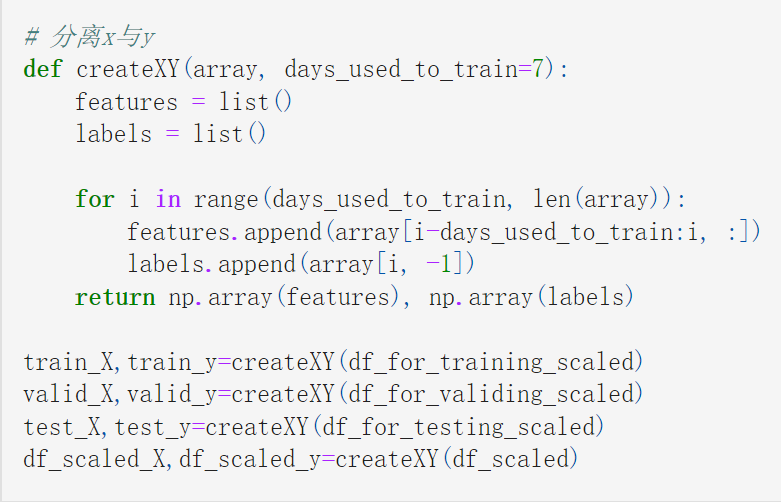 # 分离x与y
def createXY(array, days_used_to_train=7):
    features = list()
    labels = list()

    for i in range(days_used_to_train, len(array)):
        features.append(array[i-days_used_to_train:i, :])
        labels.append(array[i, -1])
    return np.array(features), np.array(labels)

train_X,train_y=createXY(df_for_training_scaled)
valid_X,valid_y=createXY(df_for_validing_scaled)
test_X,test_y=createXY(df_for_testing_scaled)
df_scaled_X,df_scaled_y=createXY(df_scaled)